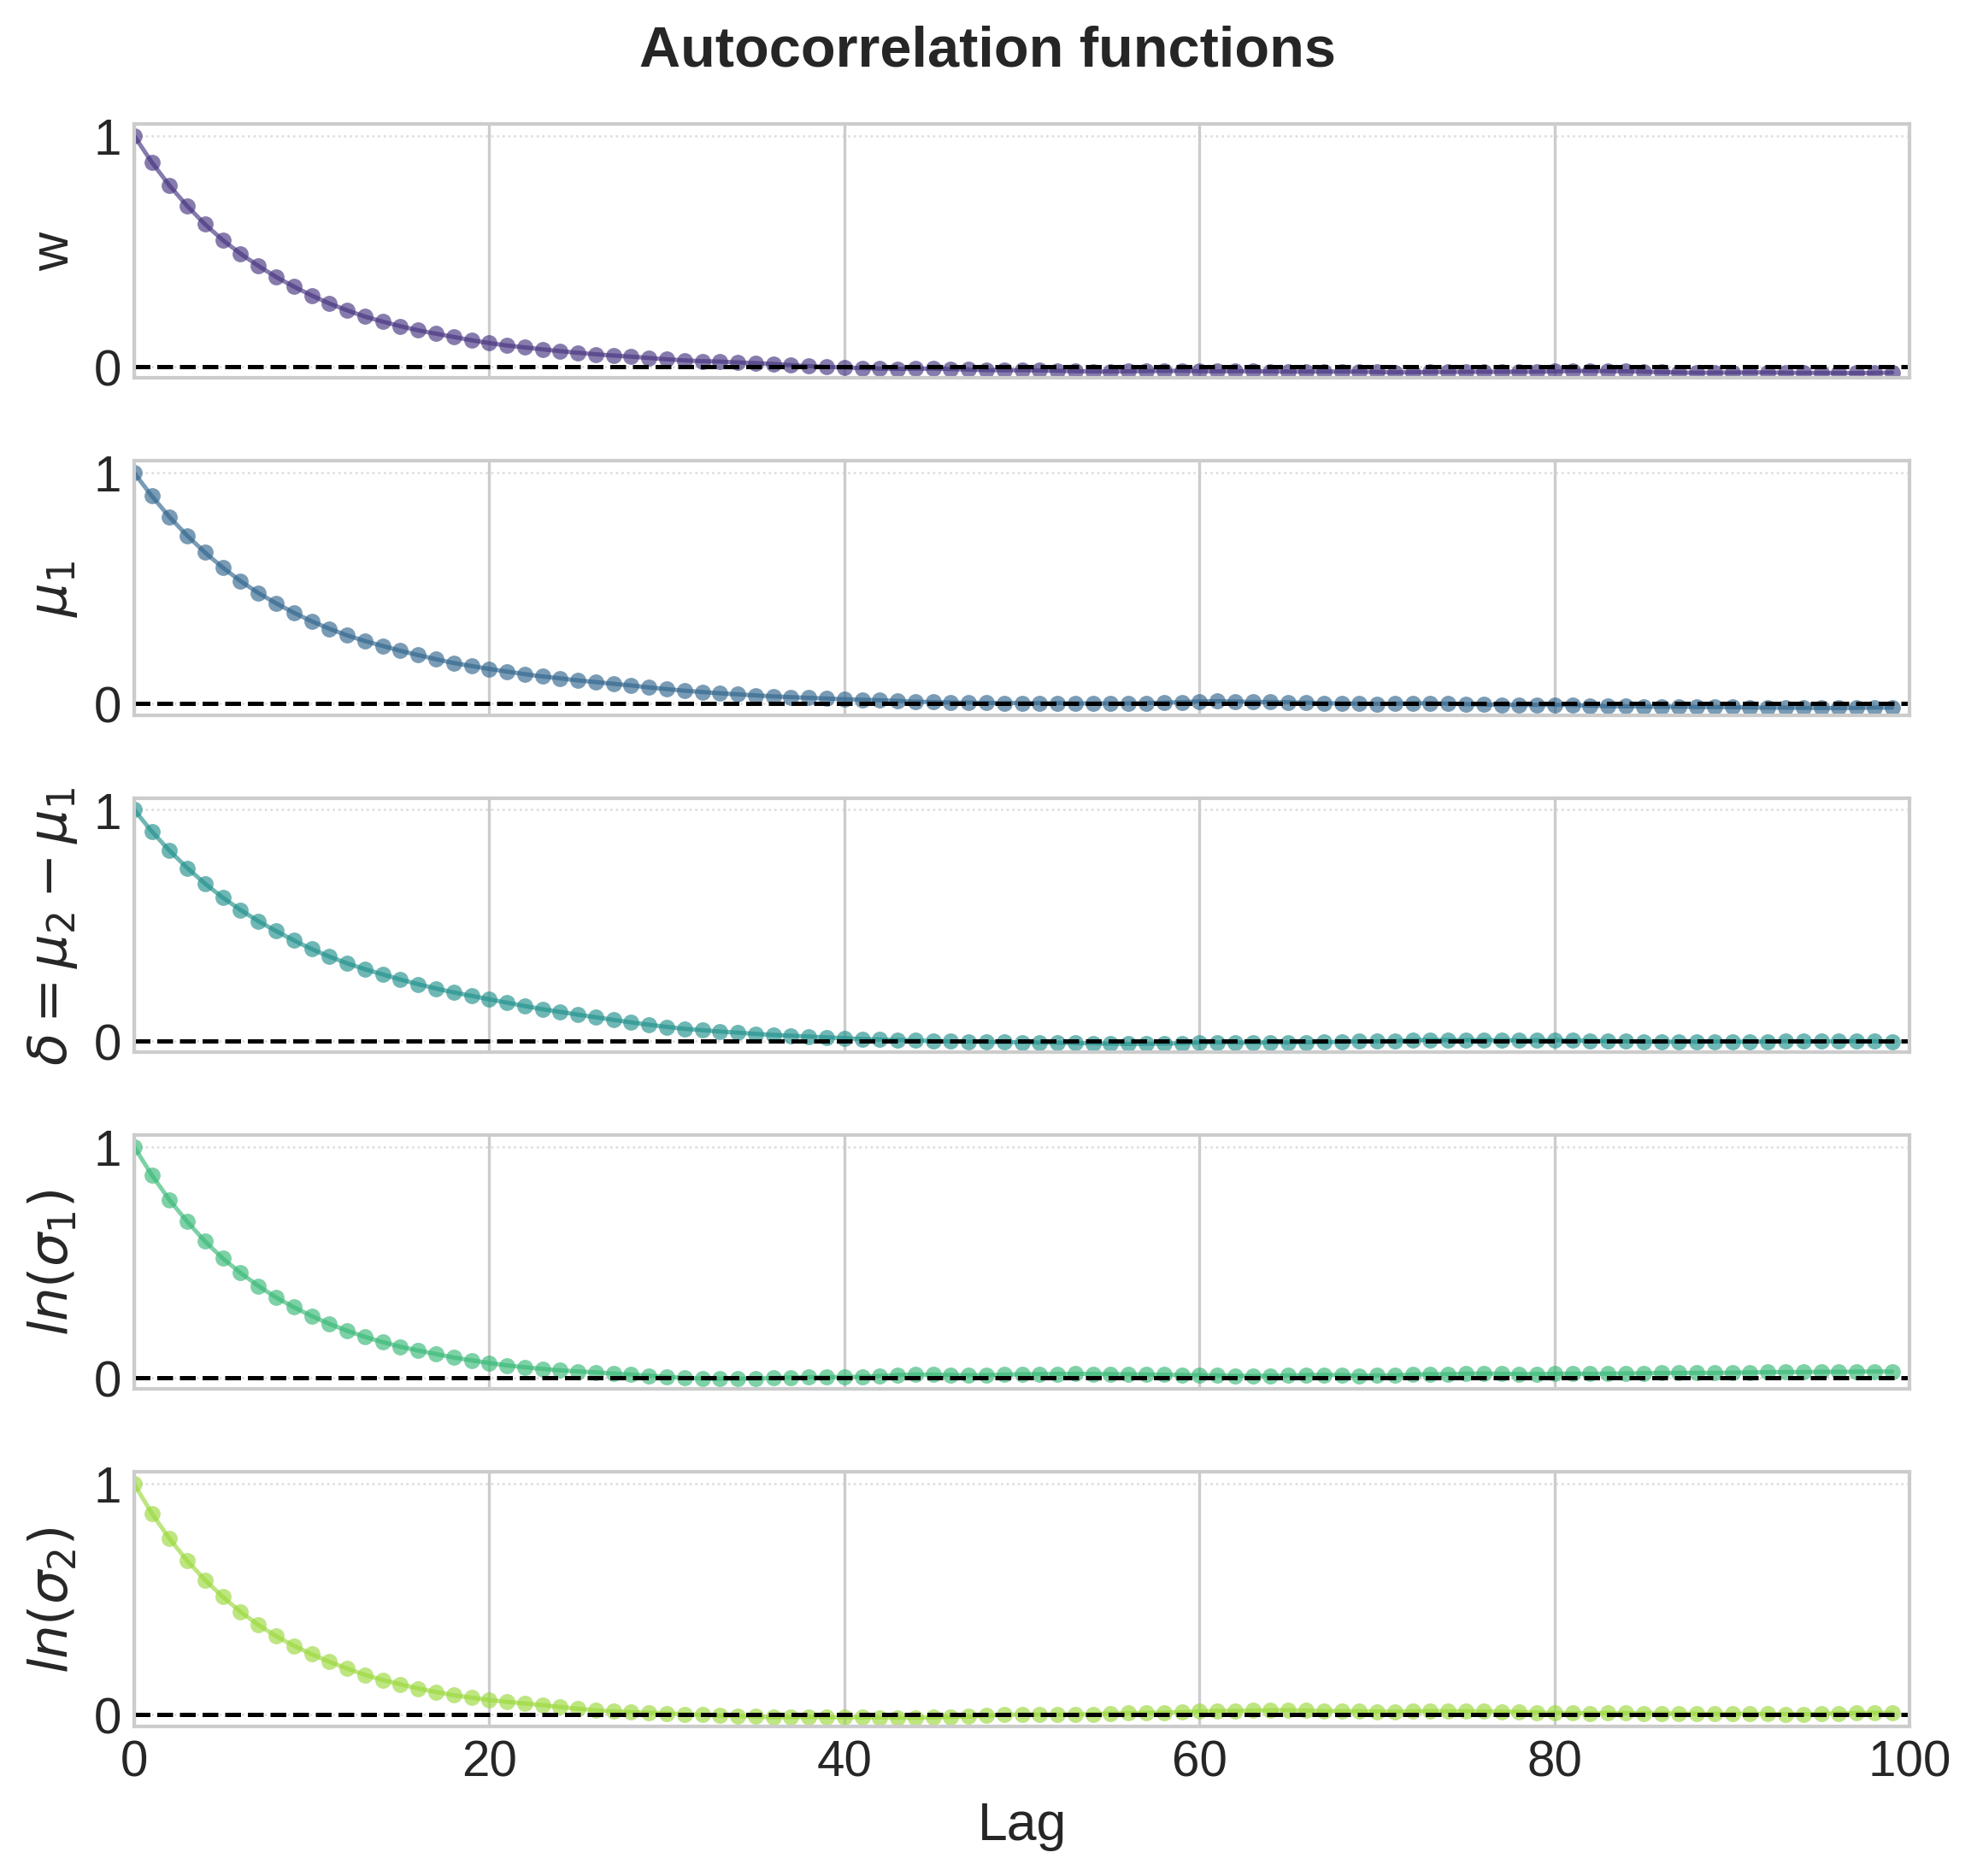 Autocorrelation functions
1
w
0
1
μ₁
0
1
δ = μ₂ − μ₁
0
1
ln(σ₁)
0
1
ln(σ₂)
0
0 20 40 60 80 100
Lag